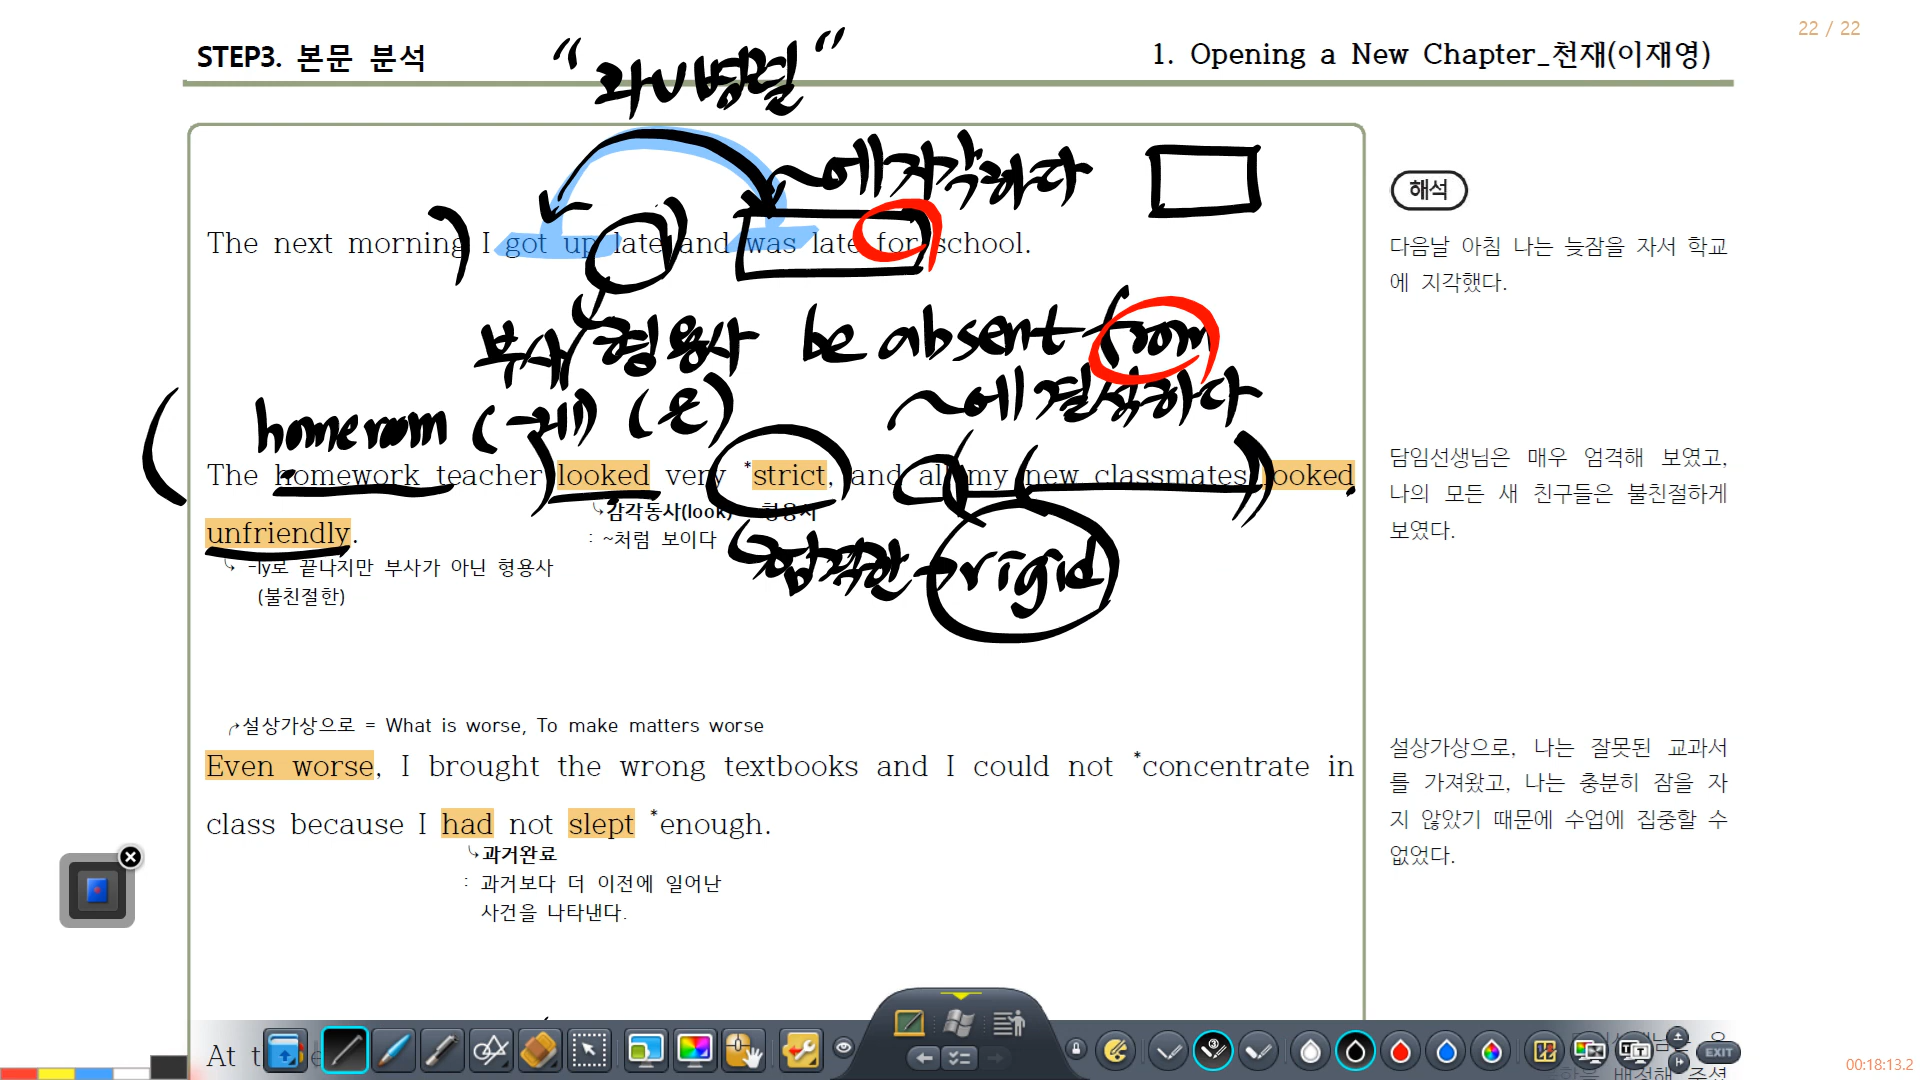 22 / 22
STEP3. 본문 분석
1. Opening a New Chapter_천재(이재영)
“과거병렬”
~에 지각하다
The next morning I got up late and was late for school.
부사 형용사 be absent from
~에 결석하다
homeroom
The homework teacher looked very *strict, and all my new classmates looked
감각동사(look) 형용사
unfriendly.
: ~처럼 보이다
엄격한 rigid
-ly로 끝나지만 부사가 아닌 형용사
(불친절한)
설상가상으로 = What is worse, To make matters worse
Even worse, I brought the wrong textbooks and I could not *concentrate in
class because I had not slept *enough.
과거완료
: 과거보다 더 이전에 일어난
사건을 나타낸다.
At
해석
다음날 아침 나는 늦잠을 자서 학교
에 지각했다.
담임선생님은 매우 엄격해 보였고,
나의 모든 새 친구들은 불친절하게
보였다.
설상가상으로, 나는 잘못된 교과서
를 가져왔고, 나는 충분히 잠을 자
지 않았기 때문에 수업에 집중할 수
없었다.
EXIT
00:18:13.2